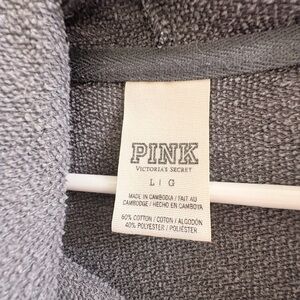 PINK
VICTORIA'S SECRET
L | G
MADE IN CAMBODIA / FAIT AU
CAMBODGE / HECHO EN CAMBOYA
60% COTTON / COTON / ALGODÓN
40% POLYESTER / POLIÉSTER